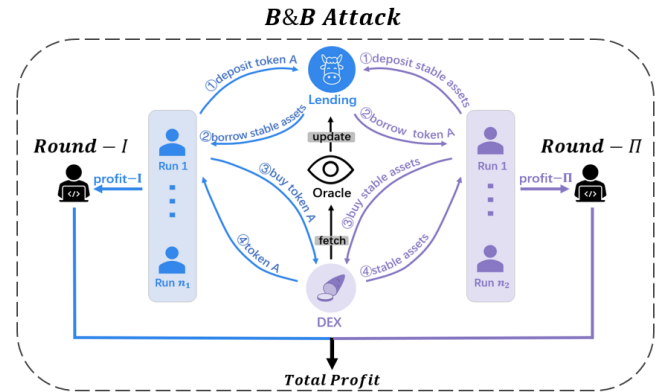 B&B Attack
①deposit token A
①deposit stable assets
Lending
②borrow stable assets
②borrow token A
update
Round - I
Round - Π
Run 1
Run 1
③buy token A
③buy stable assets
Oracle
profit-I
profit-Π
fetch
④token A
④stable assets
Run n₁
Run n₂
DEX
Total Profit